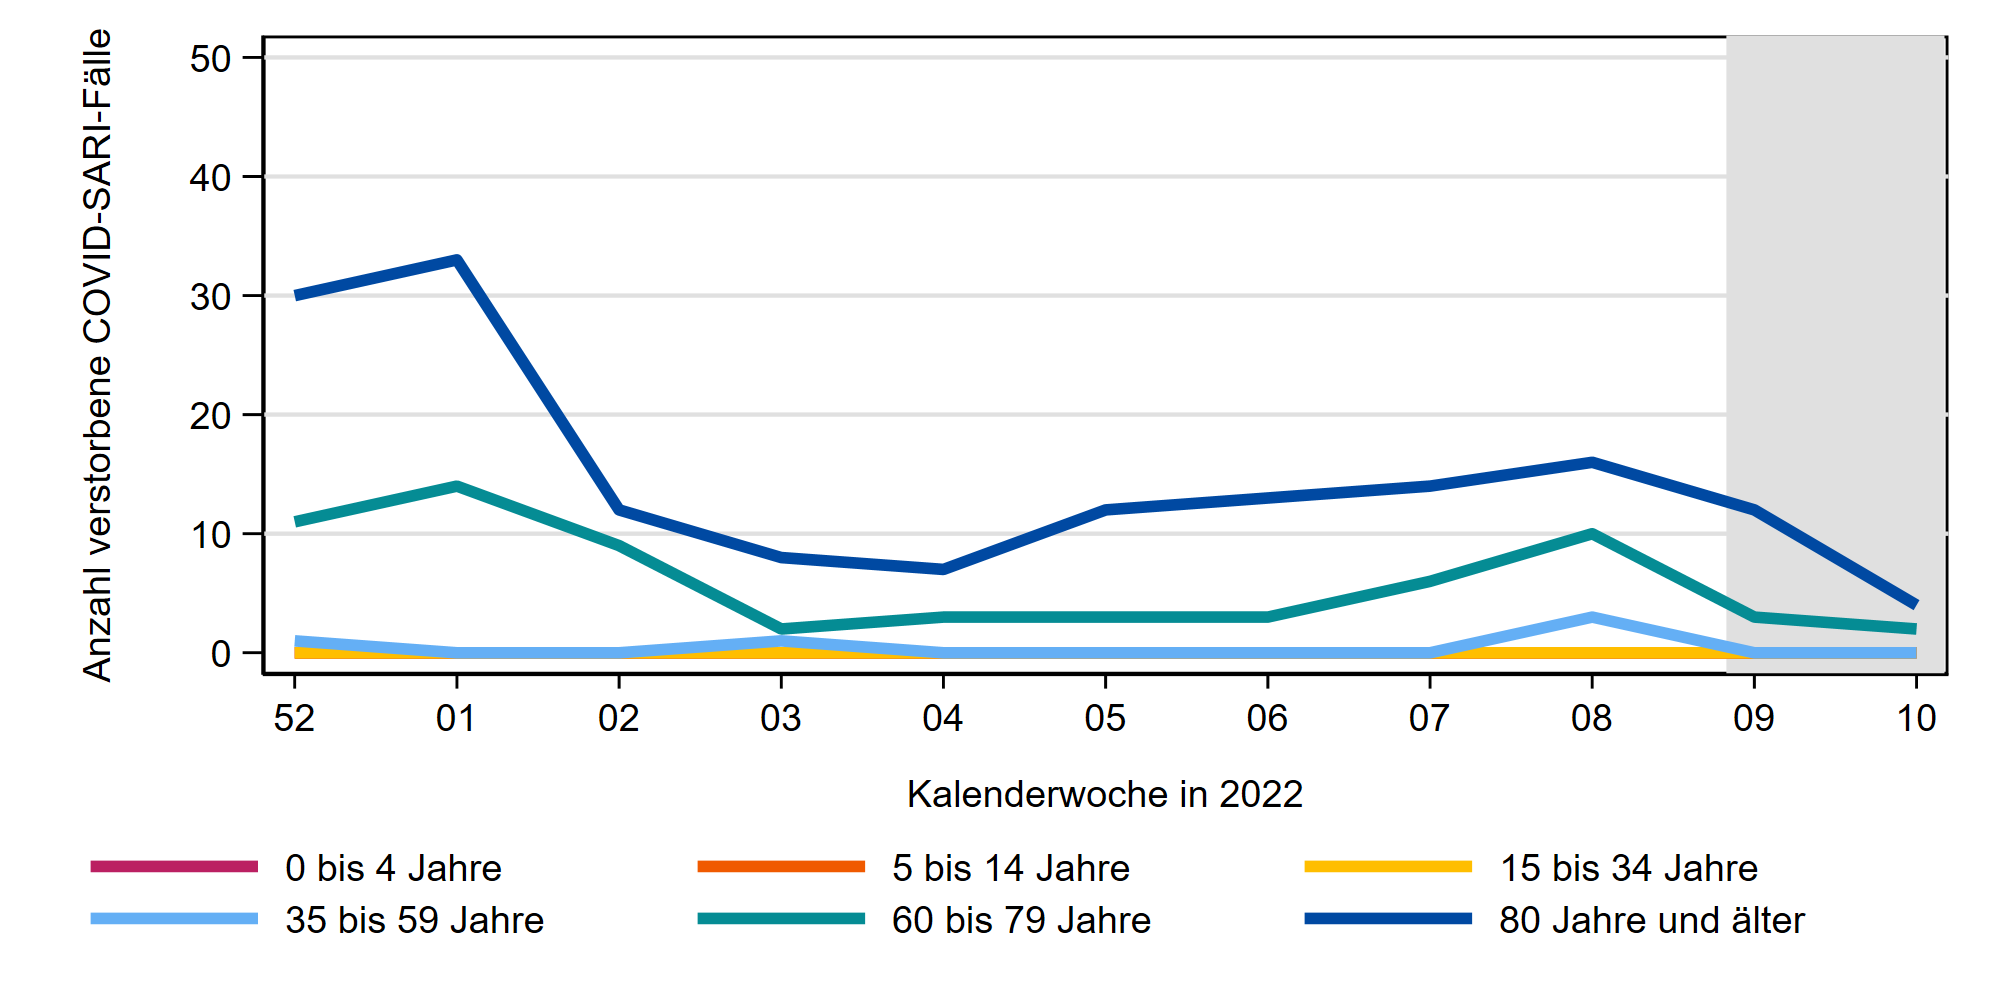 Anzahl verstorbene COVID-SARI-Fälle
50
40
30
20
10
0
52 01 02 03 04 05 06 07 08 09 10
Kalenderwoche in 2022
0 bis 4 Jahre 5 bis 14 Jahre 15 bis 34 Jahre
35 bis 59 Jahre 60 bis 79 Jahre 80 Jahre und älter